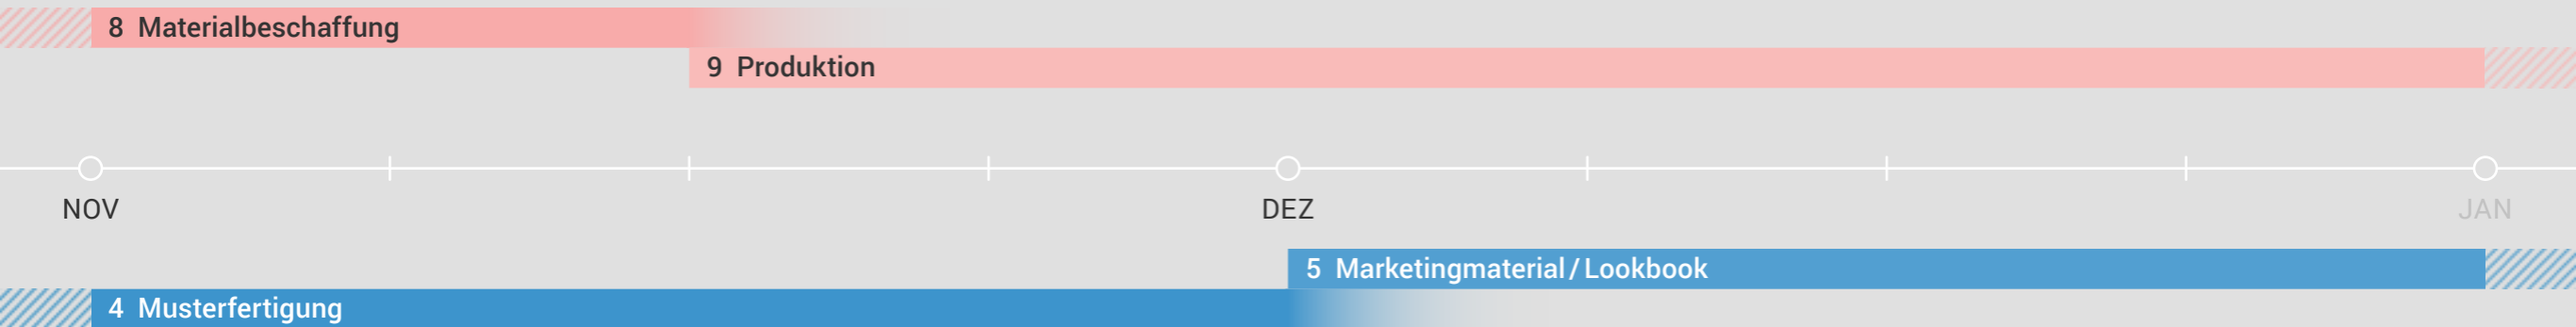 8 Materialbeschaffung
9 Produktion
NOV
DEZ
JAN
5 Marketingmaterial / Lookbook
4 Musterfertigung